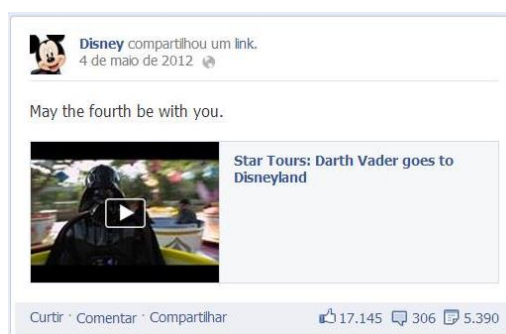 Disney compartilhou um link.
4 de maio de 2012
May the fourth be with you.
Star Tours: Darth Vader goes to
Disneyland
Curtir · Comentar · Compartilhar 17.145 306 5.390